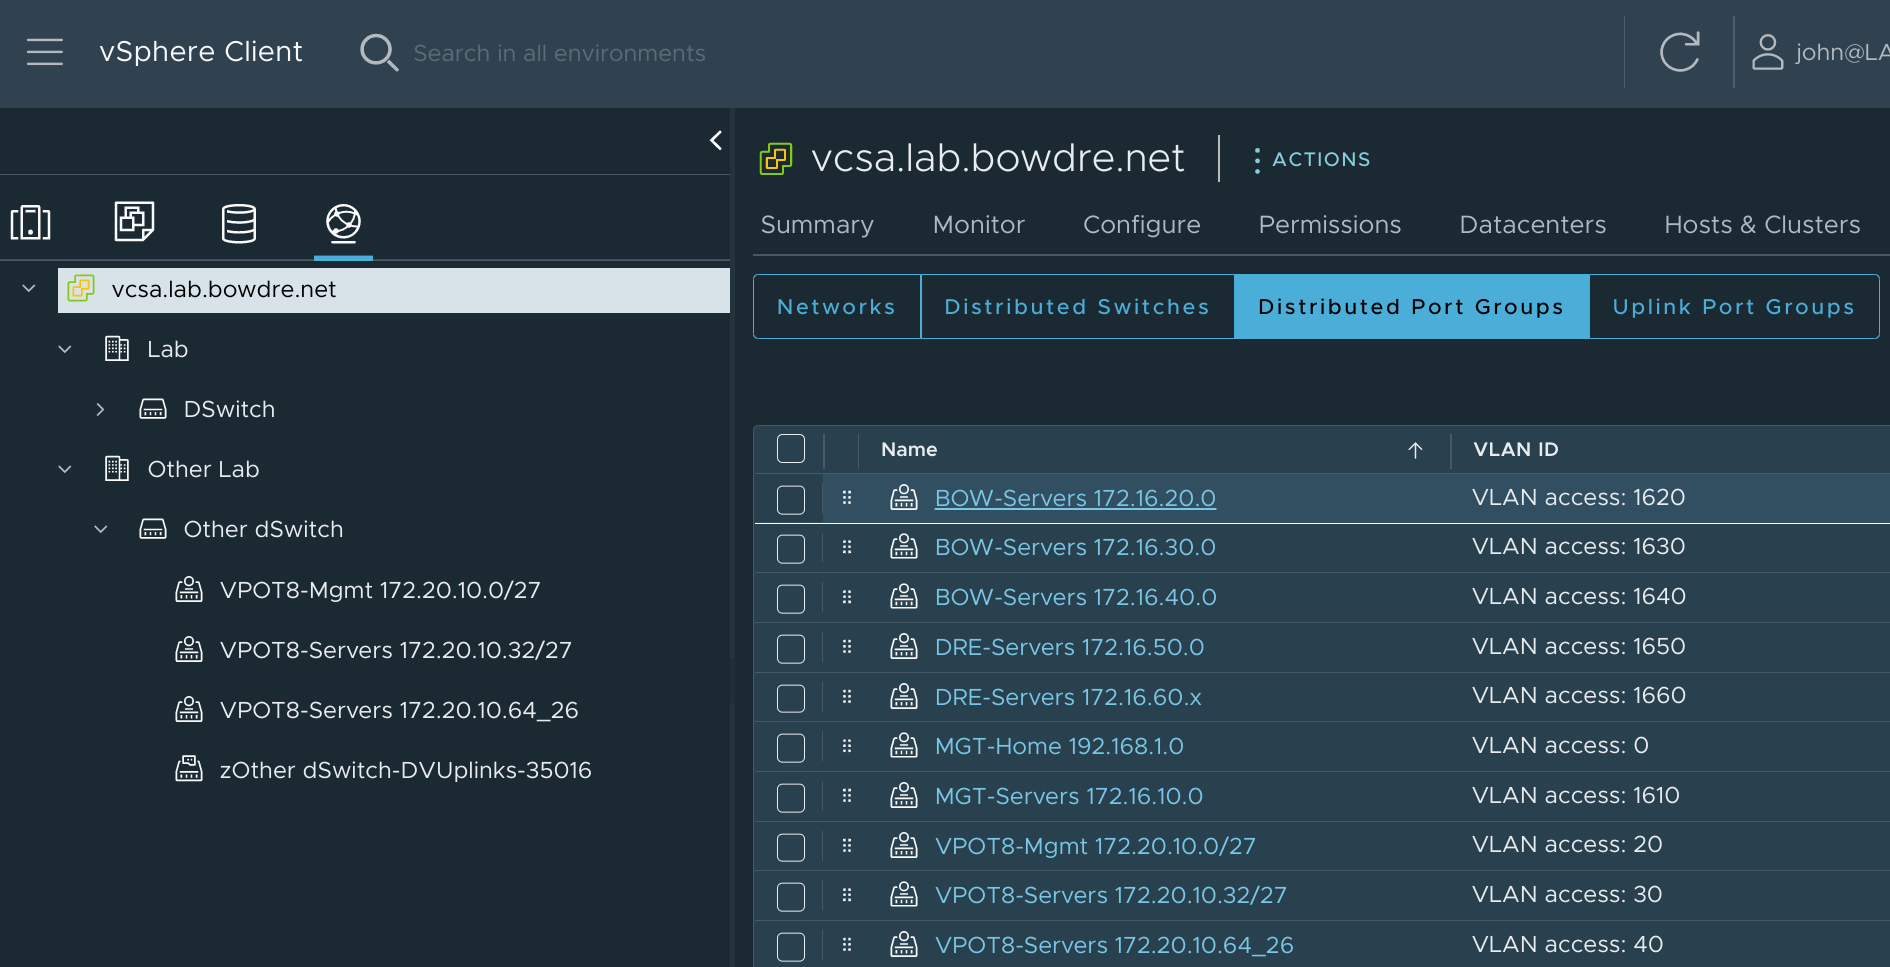 vSphere Client
Search in all environments
john@LA
vcsa.lab.bowdre.net
Lab
DSwitch
Other Lab
Other dSwitch
VPOT8-Mgmt 172.20.10.0/27
VPOT8-Servers 172.20.10.32/27
VPOT8-Servers 172.20.10.64_26
zOther dSwitch-DVUplinks-35016
vcsa.lab.bowdre.net
ACTIONS
Summary Monitor Configure Permissions Datacenters Hosts & Clusters
Networks Distributed Switches Distributed Port Groups Uplink Port Groups
Name VLAN ID
BOW-Servers 172.16.20.0 VLAN access: 1620
BOW-Servers 172.16.30.0 VLAN access: 1630
BOW-Servers 172.16.40.0 VLAN access: 1640
DRE-Servers 172.16.50.0 VLAN access: 1650
DRE-Servers 172.16.60.x VLAN access: 1660
MGT-Home 192.168.1.0 VLAN access: 0
MGT-Servers 172.16.10.0 VLAN access: 1610
VPOT8-Mgmt 172.20.10.0/27 VLAN access: 20
VPOT8-Servers 172.20.10.32/27 VLAN access: 30
VPOT8-Servers 172.20.10.64_26 VLAN access: 40